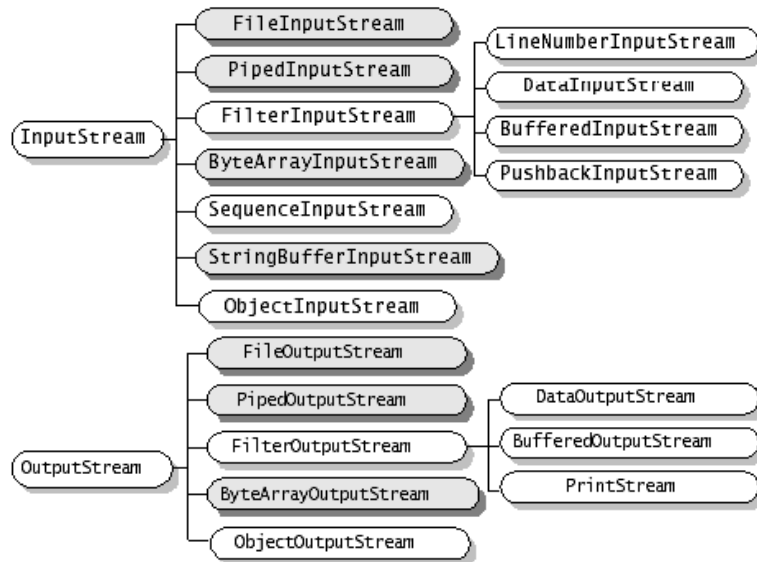 FileInputStream
PipedInputStream
FilterInputStream
InputStream
ByteArrayInputStream
SequenceInputStream
StringBufferInputStream
ObjectInputStream
LineNumberInputStream
DataInputStream
BufferedInputStream
PushbackInputStream
FileOutputStream
PipedOutputStream
FilterOutputStream
OutputStream
ByteArrayOutputStream
ObjectOutputStream
DataOutputStream
BufferedOutputStream
PrintStream